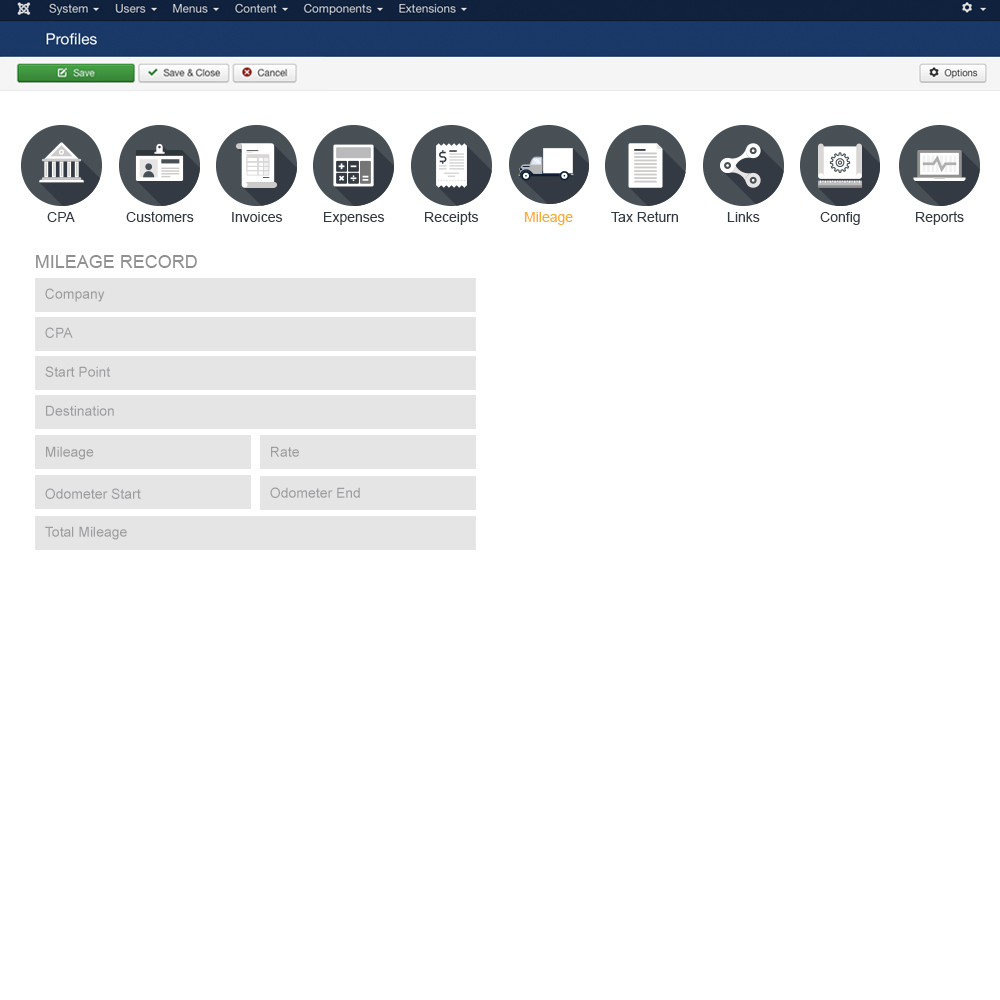 System Users Menus Content Components Extensions
Profiles
Save Save & Close Cancel Options
$
CPA Customers Invoices Expenses Receipts Mileage Tax Return Links Config Reports
MILEAGE RECORD
Company
CPA
Start Point
Destination
Mileage Rate
Odometer Start Odometer End
Total Mileage